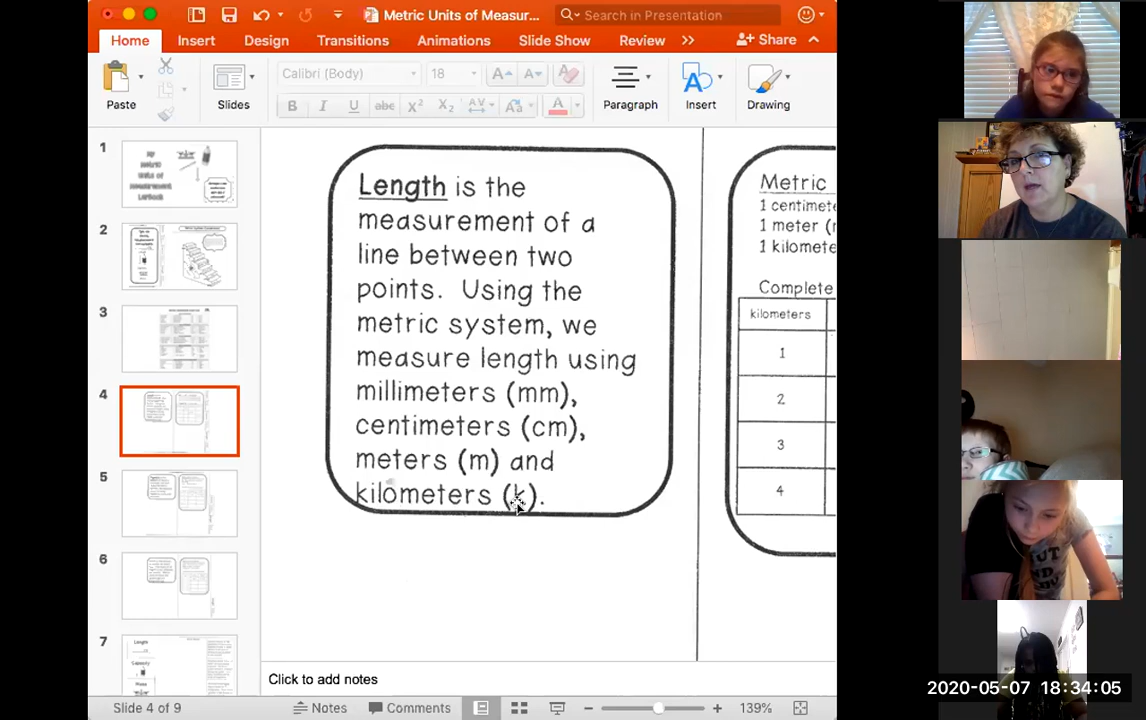 Metric Units of Measur...
Search in Presentation
Home
Insert
Design
Transitions
Animations
Slide Show
Review
Share
Paste
Slides
Calibri (Body)
18
Paragraph
Insert
Drawing
1
2
3
4
5
6
7
Length is the
measurement of a
line between two
points. Using the
metric system, we
measure length using
millimeters (mm),
centimeters (cm),
meters (m) and
kilometers (k).
Metric
1 centimete
1 meter (
1 kilomete
Complete
kilometers
1
2
3
4
Click to add notes
Slide 4 of 9
Notes
Comments
139%
2020-05-07 18:34:05